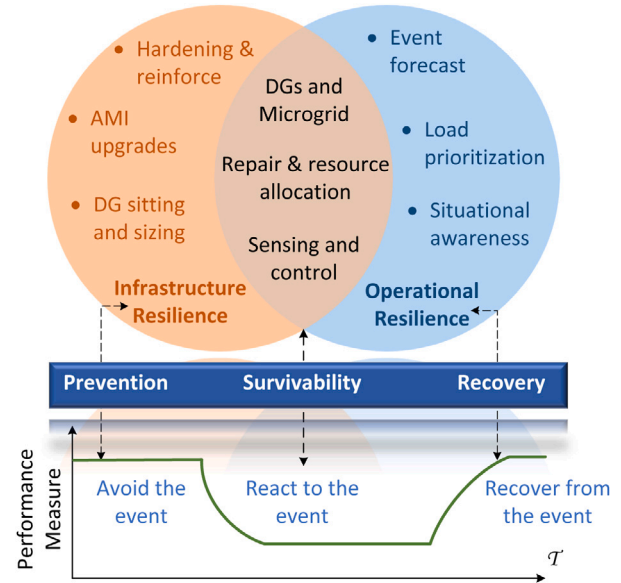 • Hardening &
reinforce
• AMI
upgrades
• DG sitting
and sizing
Infrastructure
Resilience
DGs and
Microgrid
Repair & resource
allocation
Sensing and
control
• Event
forecast
• Load
prioritization
• Situational
awareness
Operational
Resilience
Prevention
Survivability
Recovery
Performance
Measure
Avoid the
event
React to the
event
Recover from
the event
𝒯